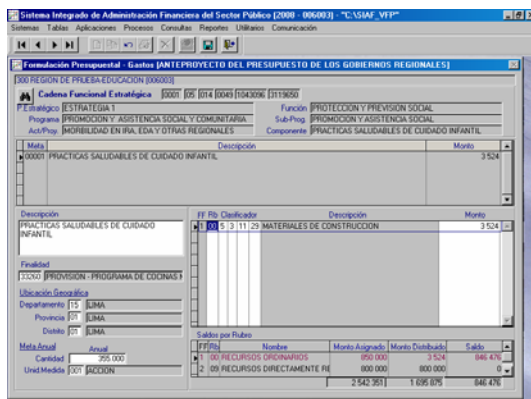 Sistema Integrado de Administración Financiera del Sector Público [2008 - 006003] - "C:\SIAF_VFP"
Sistemas Tablas Aplicaciones Procesos Consultas Reportes Utilitarios Comunicación
Formulación Presupuestal - Gastos [ANTEPROYECTO DEL PRESUPUESTO DE LOS GOBIERNOS REGIONALES]
300 REGION DE PRUEBA-EDUCACION [006003]
Cadena Funcional Estratégica 0001 05 014 0049 1043096 3119650
P.Estratégico ESTRATEGIA 1 Función PROTECCION Y PREVISION SOCIAL
Programa PROMOCION Y ASISTENCIA SOCIAL Y COMUNITARIA Sub-Prog. PROMOCION Y ASISTENCIA SOCIAL
Act/Proy. MORBILIDAD EN IRA, EDA Y OTRAS REGIONALES Componente PRACTICAS SALUDABLES DE CUIDADO INFANTIL
Meta Descripción Monto
00001 PRACTICAS SALUDABLES DE CUIDADO INFANTIL 3 524
Descripción FF Rb Clasificador Descripción Monto
PRACTICAS SALUDABLES DE CUIDADO INFANTIL
1 00 5 3 11 29 MATERIALES DE CONSTRUCCION 3 524
Finalidad
33260 PROVISION - PROGRAMA DE COCINAS
Ubicación Geográfica
Departamento 15 LIMA
Provincia 01 LIMA
Distrito 01 LIMA
Saldos por Rubro
Meta Anual Anual FF Rb Nombre Monto Asignado Monto Distribuido Saldo
Cantidad 355.000 1 00 RECURSOS ORDINARIOS 850 000 3 524 846 476
Unid.Medida 001 ACCION 2 09 RECURSOS DIRECTAMENTE RE 800 000 800 000 0
2 542 351 1 695 875 846 476